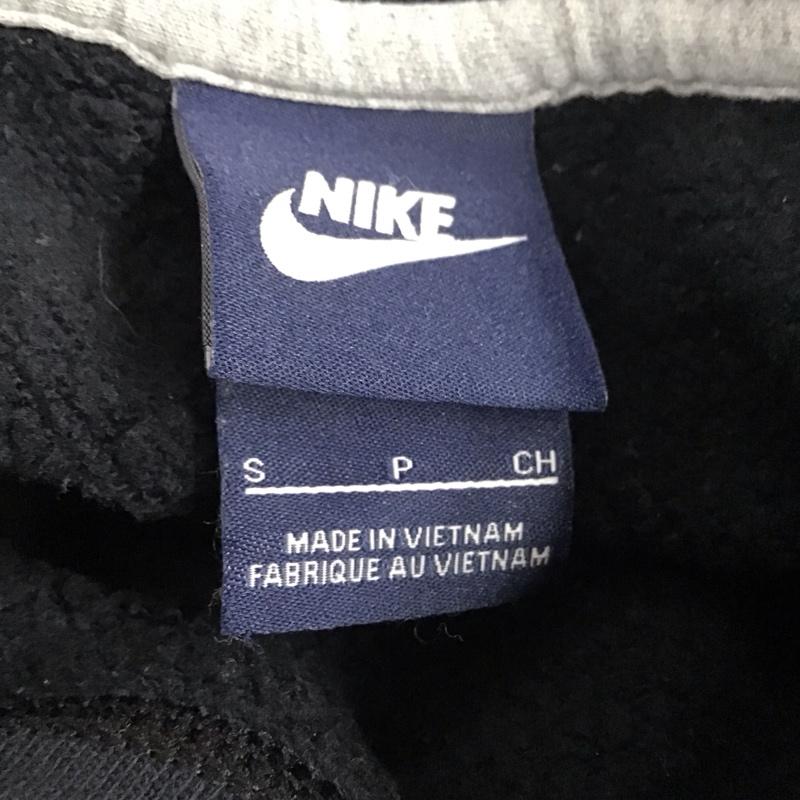 NIKE
S P CH
MADE IN VIETNAM
FABRIQUE AU VIETNAM